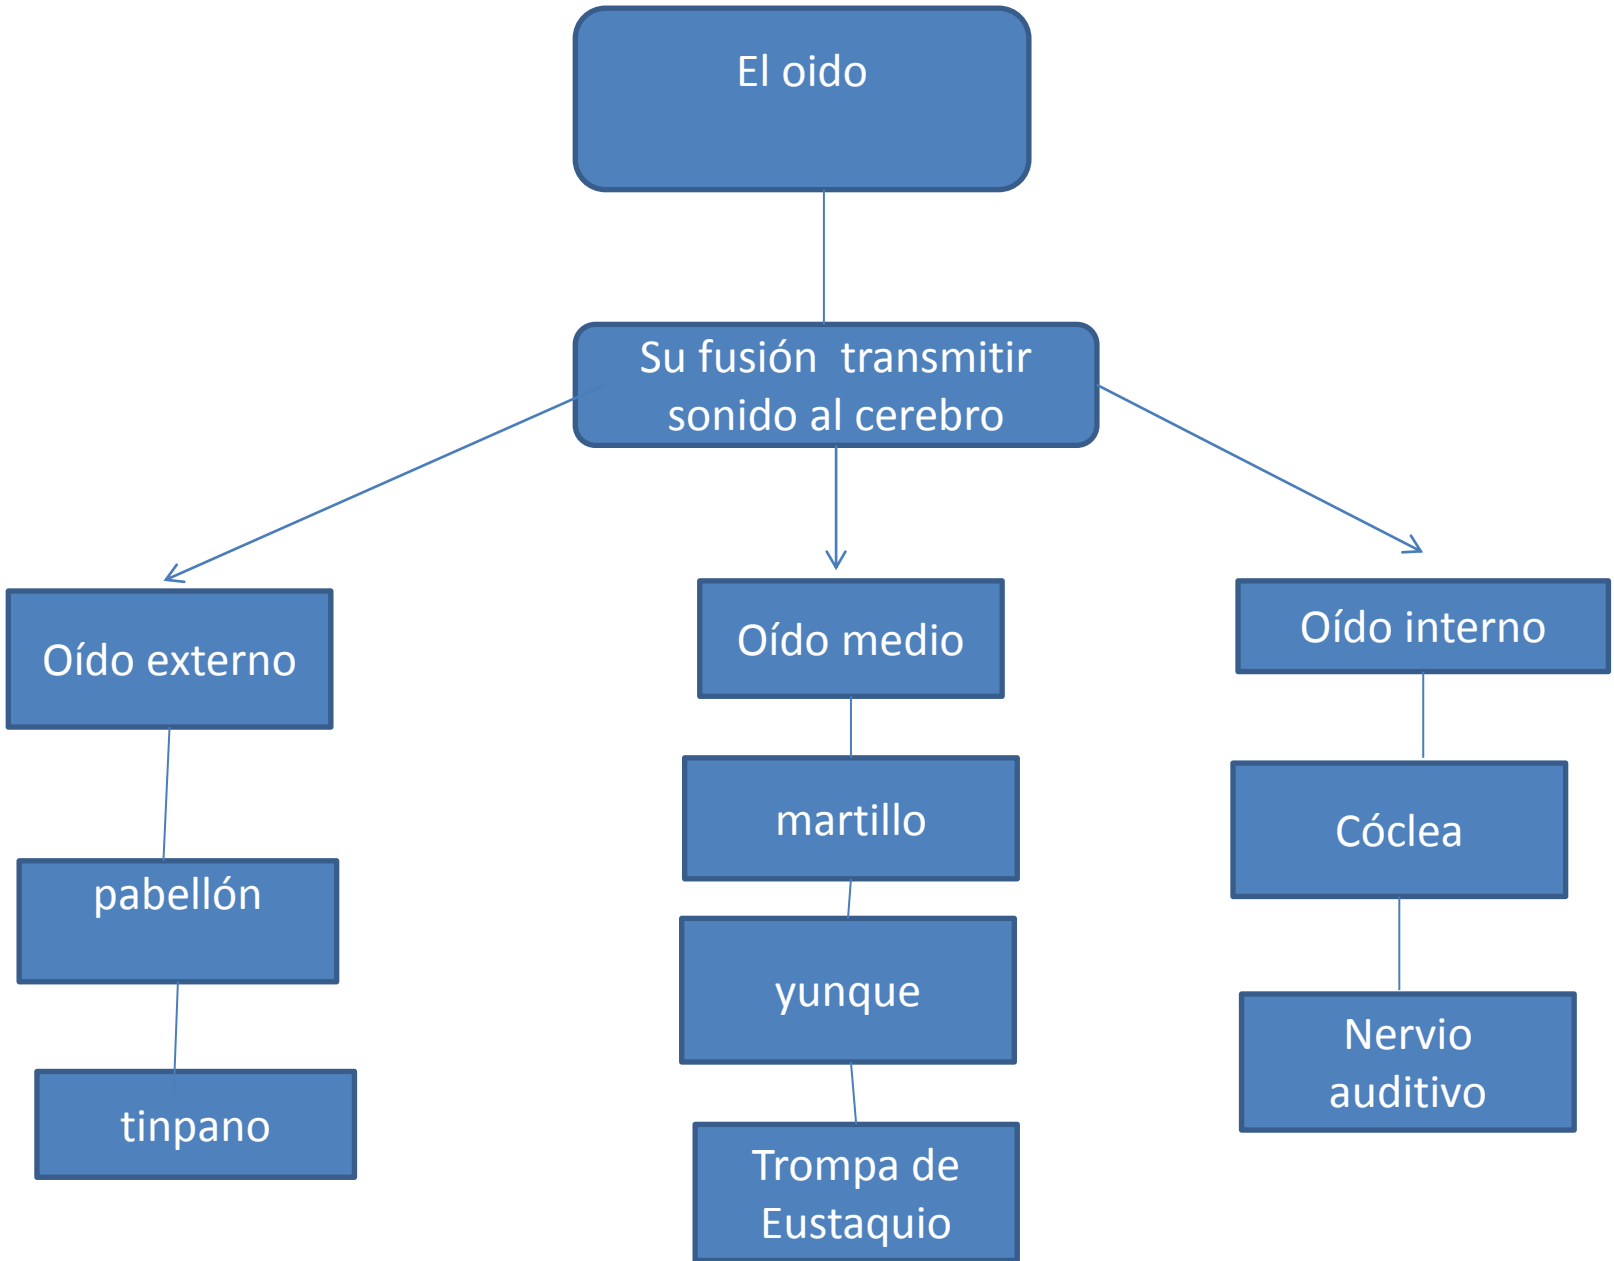 El oido
Su fusión  transmitir
sonido al cerebro
Oído externo
Oído medio
Oído interno
pabellón
martillo
Cóclea
yunque
tinpano
Nervio
auditivo
Trompa de
Eustaquio